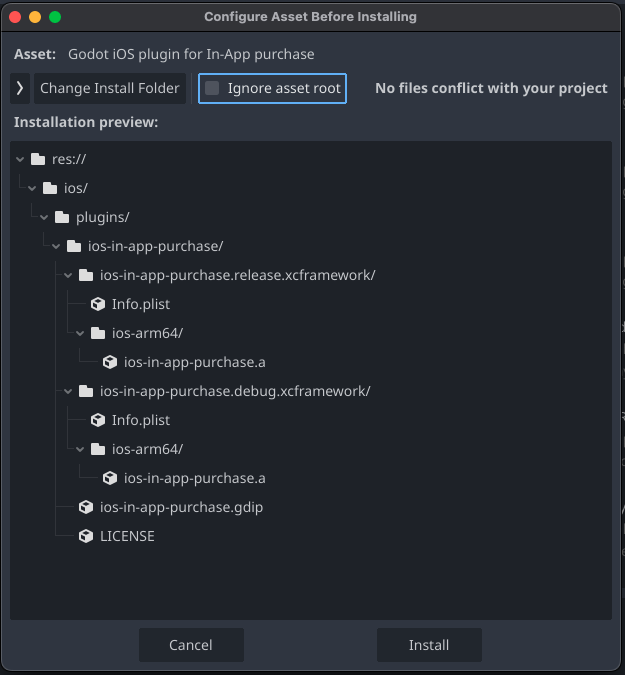 Configure Asset Before Installing
Asset: Godot iOS plugin for In-App purchase
Change Install Folder Ignore asset root No files conflict with your project
Installation preview:
res://
ios/
plugins/
ios-in-app-purchase/
ios-in-app-purchase.release.xcframework/
Info.plist
ios-arm64/
ios-in-app-purchase.a
ios-in-app-purchase.debug.xcframework/
Info.plist
ios-arm64/
ios-in-app-purchase.a
ios-in-app-purchase.gdip
LICENSE
Cancel Install